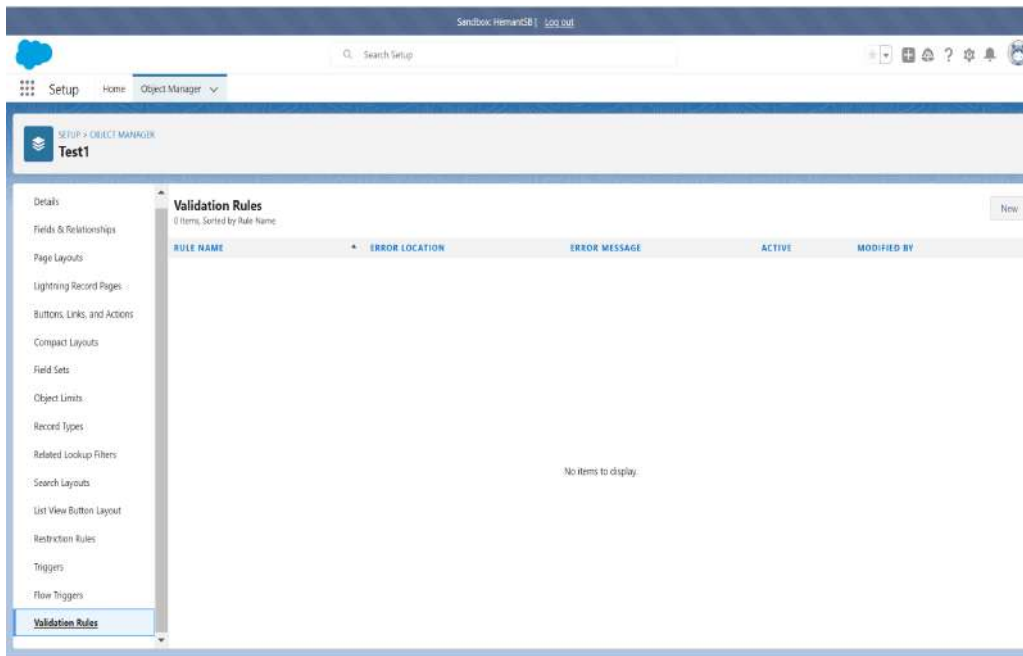 Sandbox: HemantSB | Log out
Search Setup
Setup Home Object Manager
SETUP > OBJECT MANAGER
Test1
Details
Fields & Relationships
Page Layouts
Lightning Record Pages
Buttons, Links, and Actions
Compact Layouts
Field Sets
Object Limits
Record Types
Related Lookup Filters
Search Layouts
List View Button Layout
Restriction Rules
Triggers
Flow Triggers
Validation Rules
Validation Rules
0 Items, Sorted by Rule Name
New
RULE NAME ERROR LOCATION ERROR MESSAGE ACTIVE MODIFIED BY
No items to display.